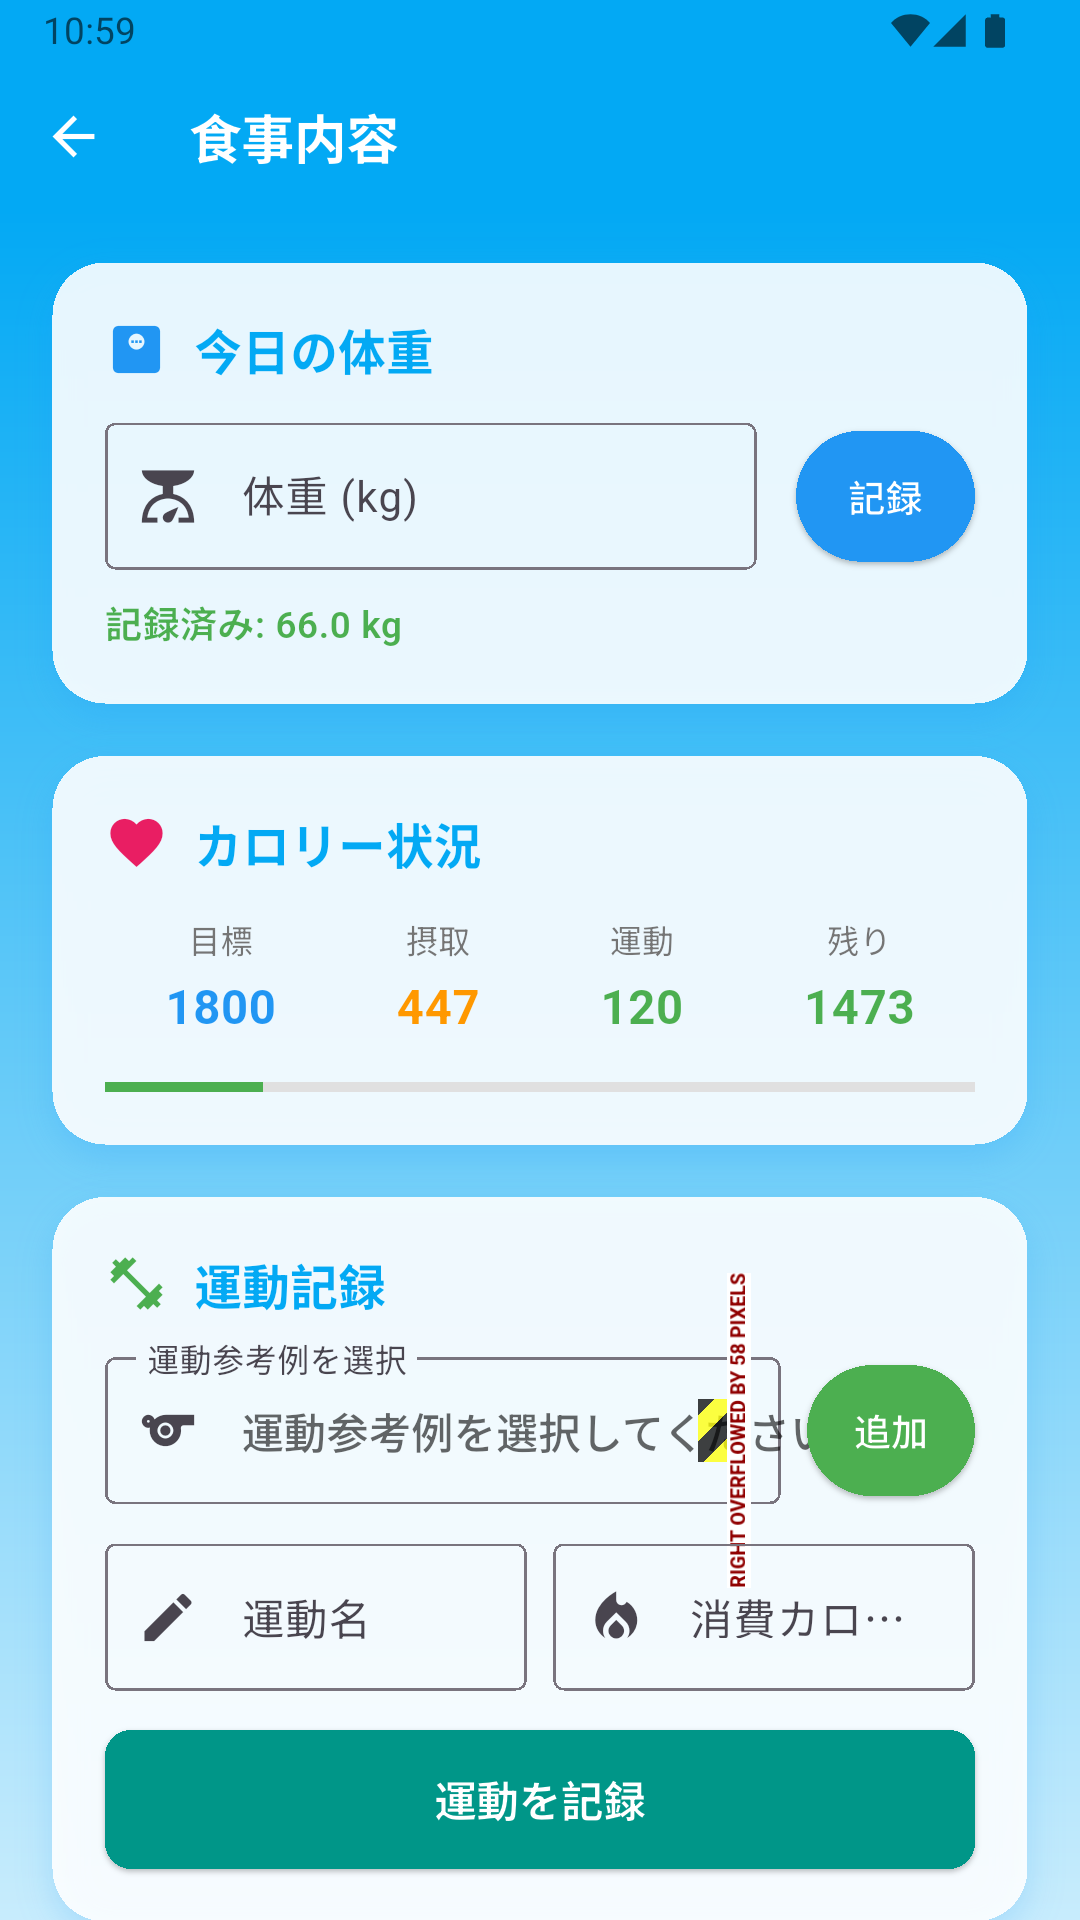 10:59
食事内容
今日の体重
体重 (kg)
記録
記録済み: 66.0 kg
カロリー状況
目標
摂取
運動
残り
1800
447
120
1473
運動記録
運動参考例を選択
運動参考例を選択してください
RIGHT OVERFLOWED BY 58 PIXELS
追加
運動名
消費カロ…
運動を記録